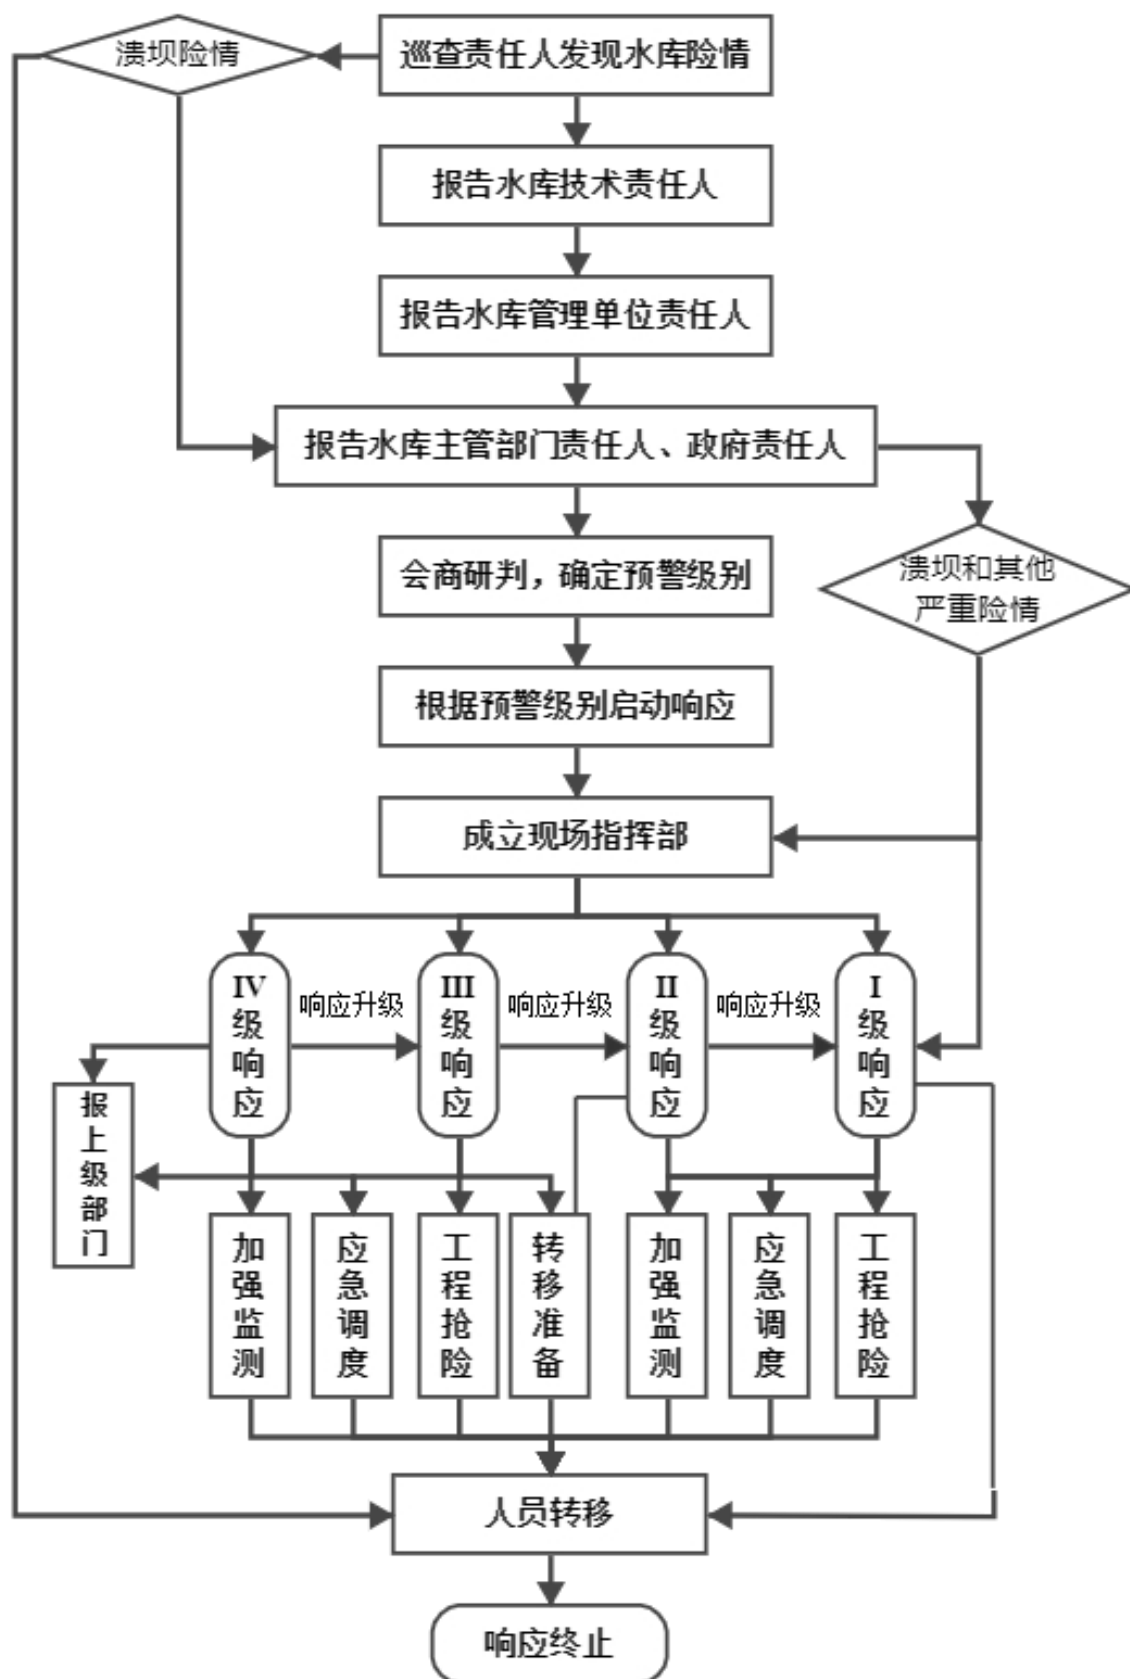 溃坝险情
巡查责任人发现水库险情
报告水库技术责任人
报告水库管理单位责任人
报告水库主管部门责任人、政府责任人
会商研判，确定预警级别
溃坝和其他
严重险情
根据预警级别启动响应
成立现场指挥部
IV级响应
响应升级
III级响应
响应升级
II级响应
响应升级
I级响应
报上级部门
加强监测
应急调度
工程抢险
转移准备
加强监测
应急调度
工程抢险
人员转移
响应终止